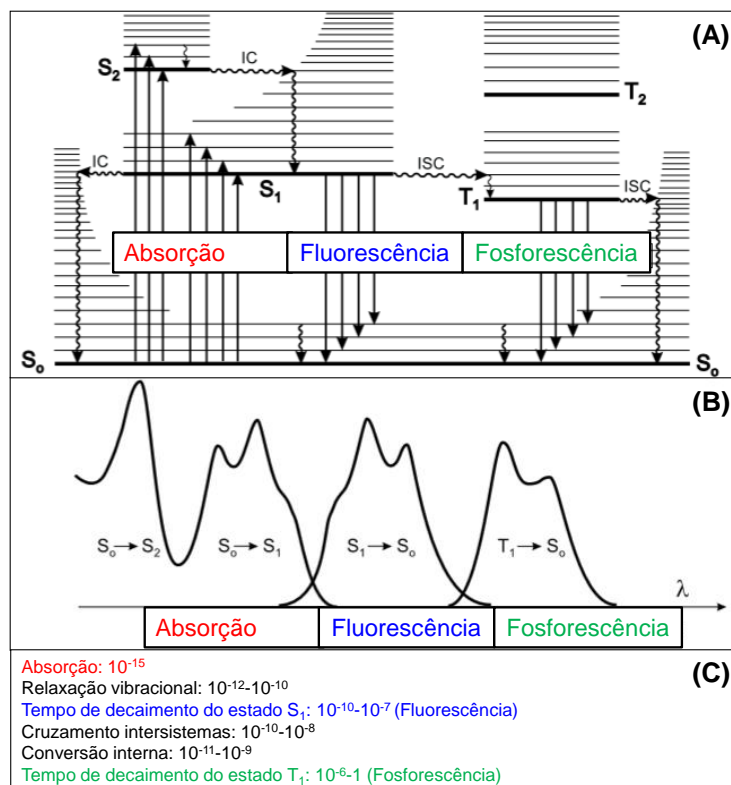 (A)
S₂
IC
T₂
IC
S₁
ISC
T₁
ISC
Absorção
Fluorescência
Fosforescência
Sₒ
Sₒ
(B)
Sₒ→S₂
Sₒ→S₁
S₁→Sₒ
T₁→Sₒ
λ
Absorção
Fluorescência
Fosforescência
(C)
Absorção: 10⁻¹⁵
Relaxação vibracional: 10⁻¹²-10⁻¹⁰
Tempo de decaimento do estado S₁: 10⁻¹⁰-10⁻⁷ (Fluorescência)
Cruzamento intersistemas: 10⁻¹⁰-10⁻⁸
Conversão interna: 10⁻¹¹-10⁻⁹
Tempo de decaimento do estado T₁: 10⁻⁶-1 (Fosforescência)